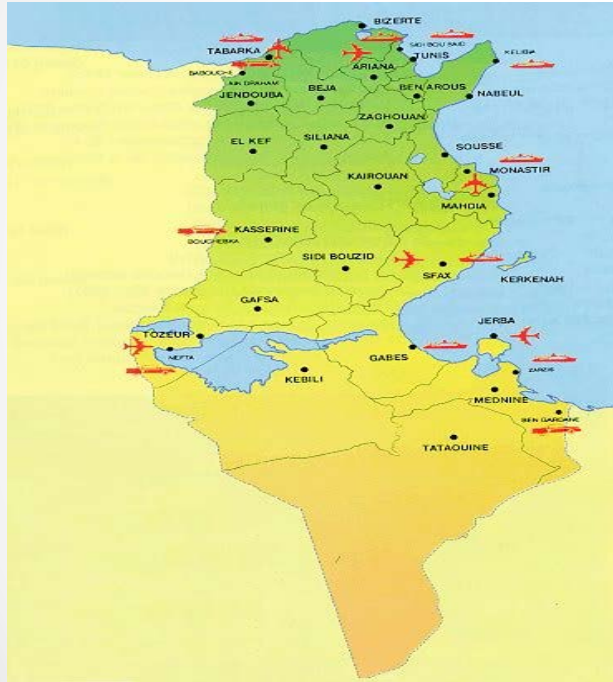 BIZERTE
SIDI BOU SAID
TABARKA
TUNIS
KELIBIA
BABOUCHE
ARIANA
AIN DRAHAM
JENDOUBA
BEJA
BEN AROUS
NABEUL
ZAGHOUAN
EL KEF
SILIANA
SOUSSE
MONASTIR
KAIROUAN
MAHDIA
KASSERINE
BOUCHEBKA
SIDI BOUZID
SFAX
KERKENAH
GAFSA
JERBA
TOZEUR
NEFTA
GABES
ZARZIS
KEBILI
MEDNINE
BEN GARDANE
TATAOUINE